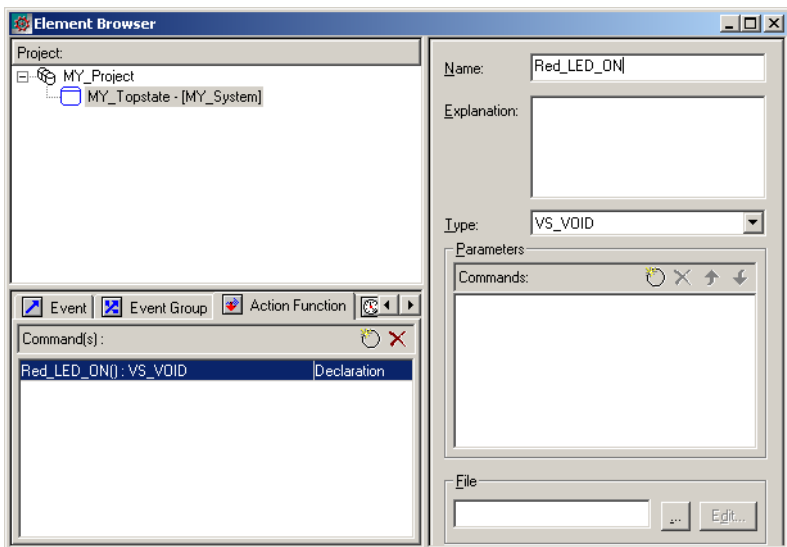 Element Browser
Project:
MY_Project
MY_Topstate - [MY_System]
Event
Event Group
Action Function
Command(s) :
Red_LED_ON() : VS_VOID
Declaration
Name:
Red_LED_ON
Explanation:
Type:
VS_VOID
Parameters
Commands:
File
...
Edit...